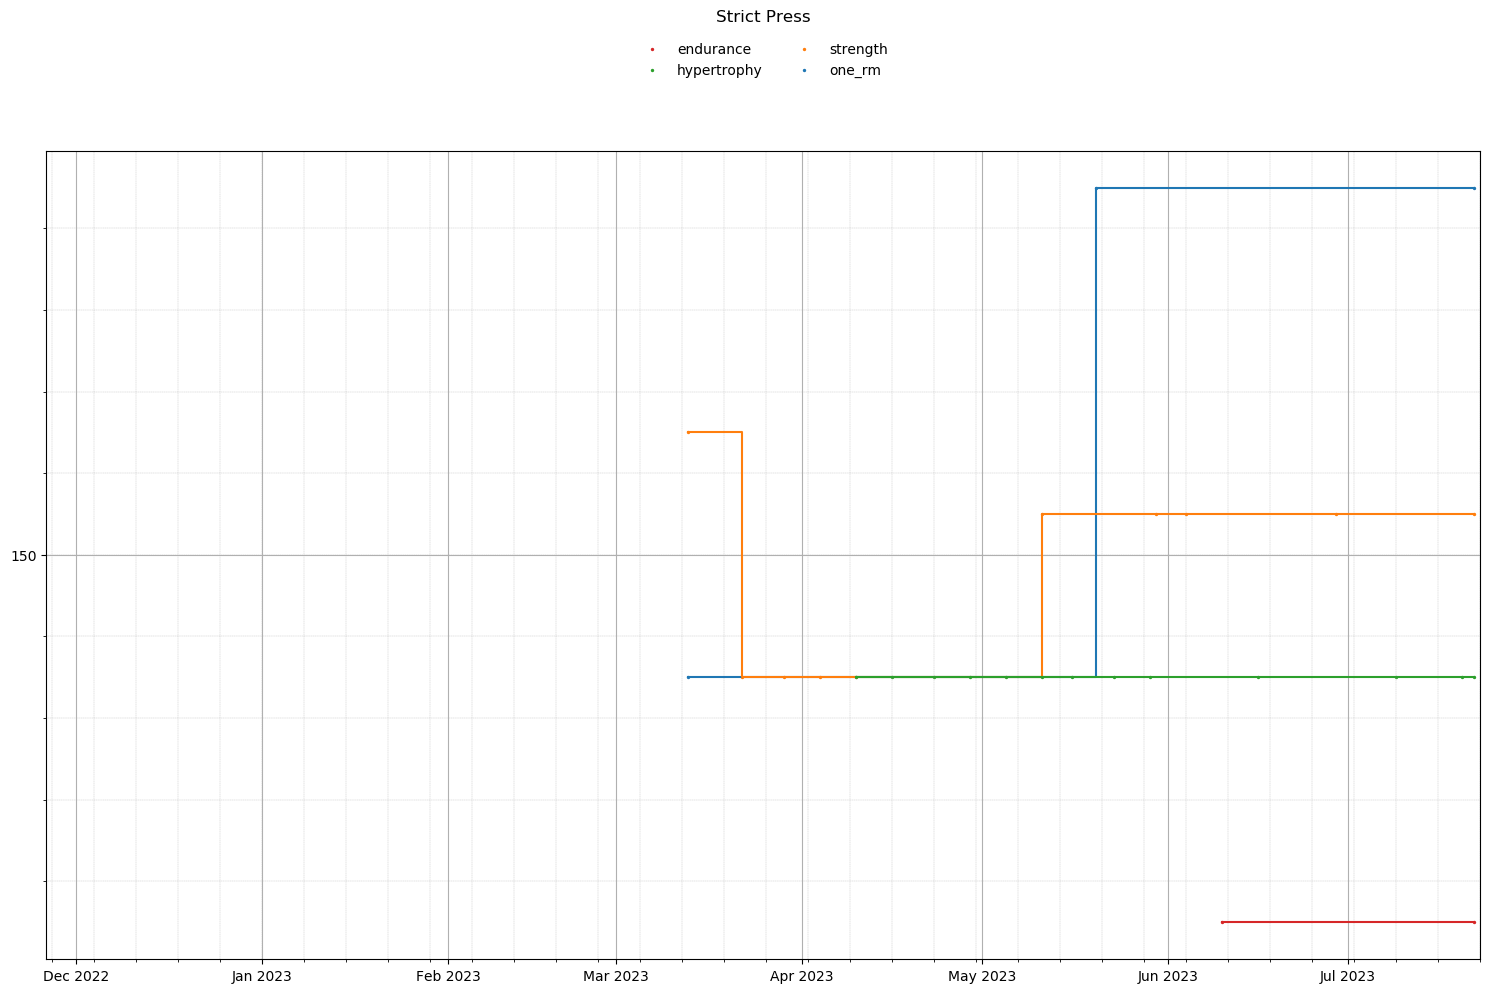 Strict Press
endurance
hypertrophy
strength
one_rm
150
Dec 2022
Jan 2023
Feb 2023
Mar 2023
Apr 2023
May 2023
Jun 2023
Jul 2023